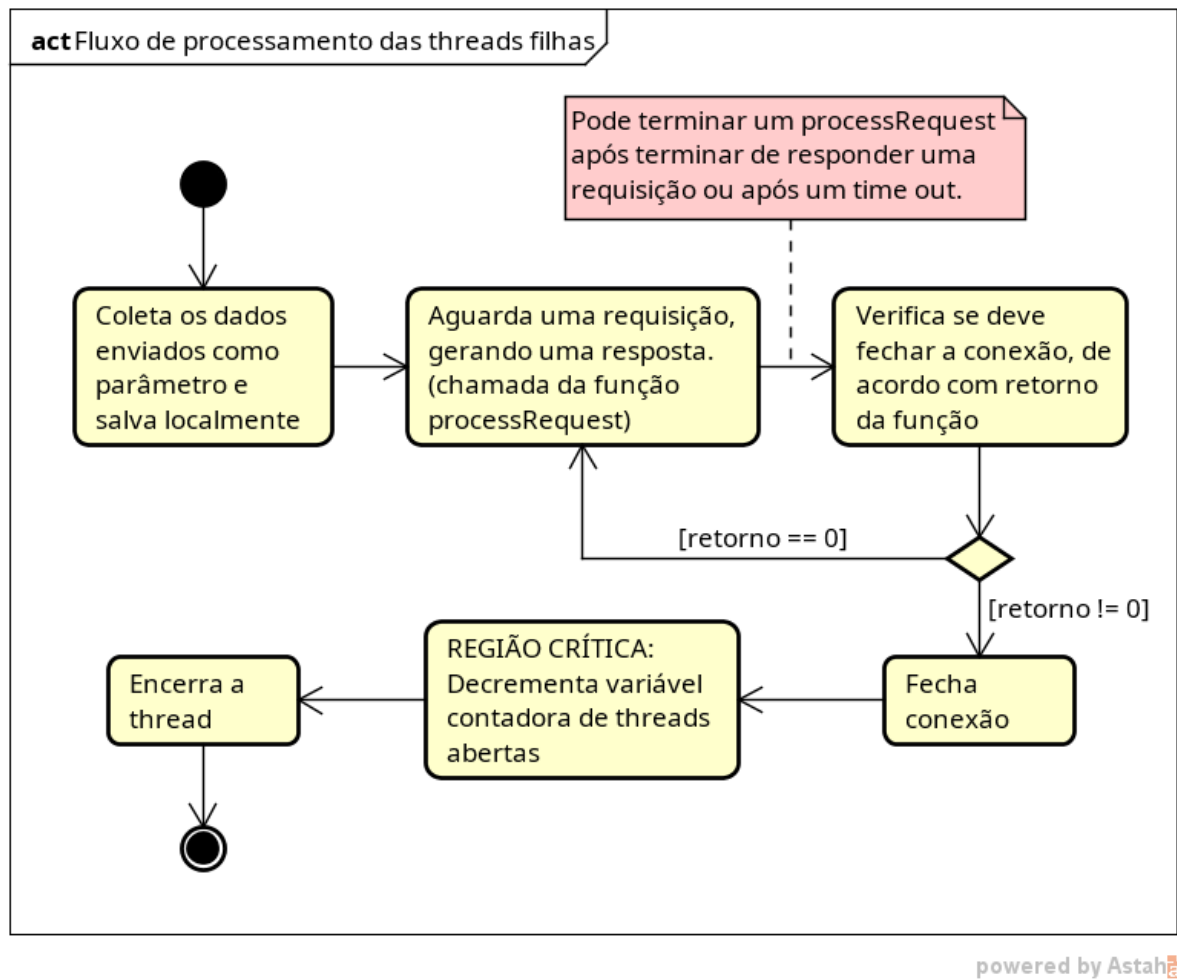 act Fluxo de processamento das threads filhas
Pode terminar um processRequest
após terminar de responder uma
requisição ou após um time out.
Coleta os dados
enviados como
parâmetro e
salva localmente
Aguarda uma requisição,
gerando uma resposta.
(chamada da função
processRequest)
Verifica se deve
fechar a conexão, de
acordo com retorno
da função
[retorno == 0]
[retorno != 0]
Fecha
conexão
REGIÃO CRÍTICA:
Decrementa variável
contadora de threads
abertas
Encerra a
thread
powered by Astah